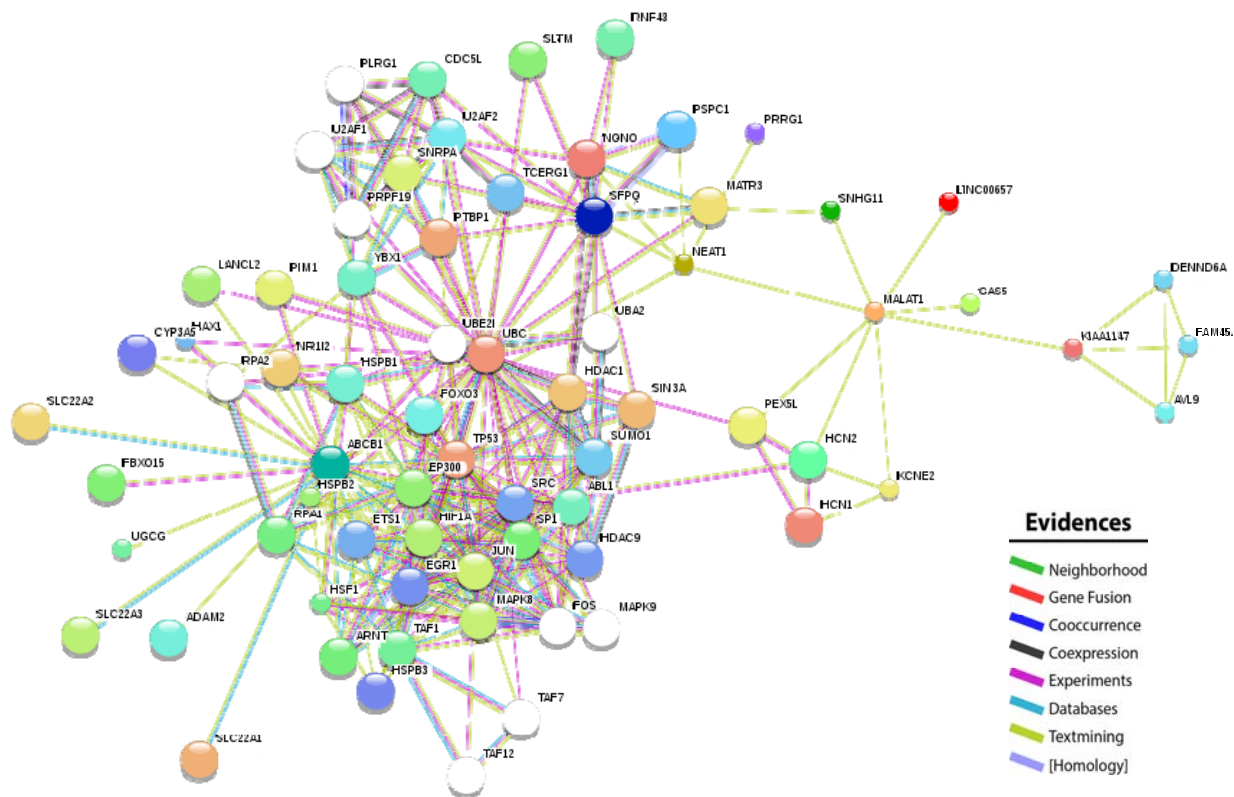 RNF43
SLTM
PLRG1
CDC5L
U2AF2
PSPC1
PRRG1
U2AF1
NONO
SNRPA
TCERG1
MATR3
SFPQ
PRPF19
PTBP1
SNHG11
LINC00657
NEAT1
YBX1
DENND6A
LANCL2
PIM1
MALAT1
GAS5
UBA2
UBE2I
UBC
CYP3A5
HAX1
NR1I2
KIAA1147
FAM45A
RPA2
HSPB1
HDAC1
FOXO3
SIN3A
SLC22A2
PEX5L
AVL9
ABCB1
TP53
SUMO1
HCN2
FBXO15
EP300
HSPB2
SRC
ABL1
KCNE2
RPA1
HCN1
ETS1
HIF1A
SP1
UGCG
HDAC9
JUN
EGR1
HSF1
MAPK8
FOS
MAPK9
SLC22A3
ADAM2
ARNT
TAF1
HSPB3
TAF7
SLC22A1
TAF12
Evidences
Neighborhood
Gene Fusion
Cooccurrence
Coexpression
Experiments
Databases
Textmining
[Homology]